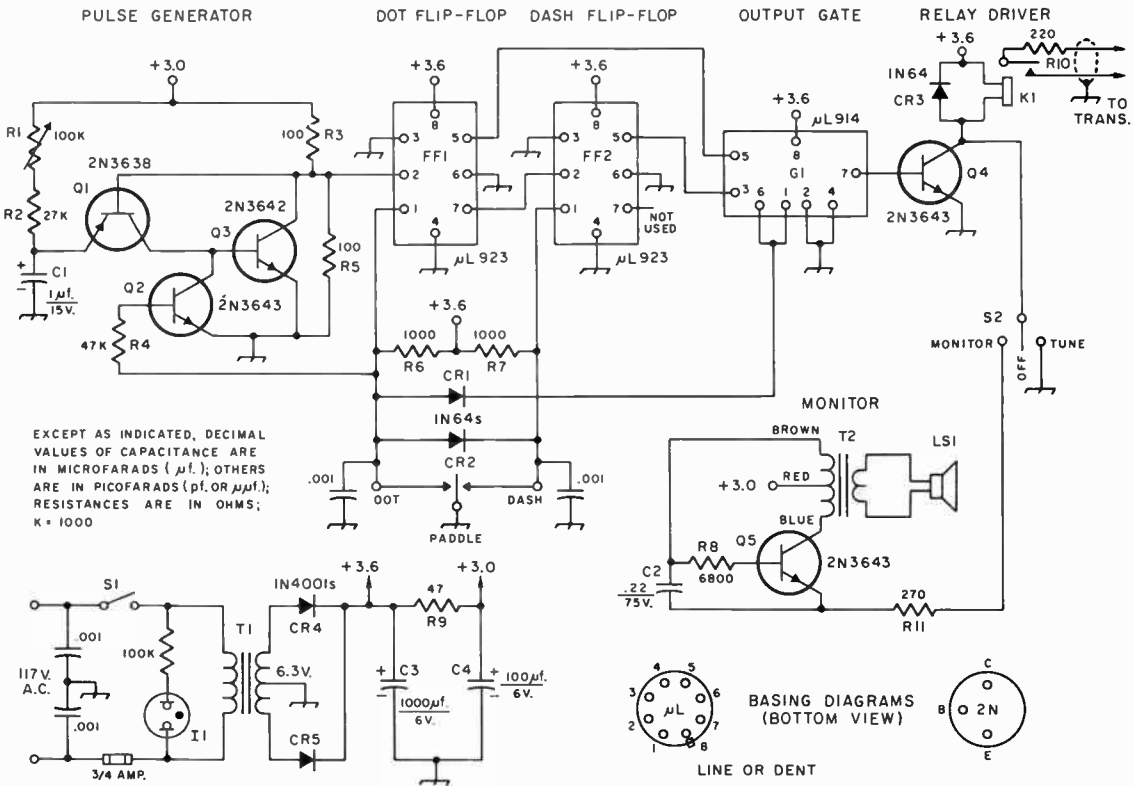 PULSE GENERATOR
DOT FLIP-FLOP
DASH FLIP-FLOP
OUTPUT GATE
RELAY DRIVER
+3.0
+3.6
+3.6
+3.6
+3.6
220
R10
K1
TO
TRANS.
1N64
CR3
R1
100K
2N3638
Q1
R2
27K
+
-
C1
1µf.
15V.
100
R3
2N3642
Q3
100
R5
Q2
2N3643
47K
R4
3
8
5
FF1
2
6
1
4
7
µL923
3
8
5
FF2
2
6
1
4
7
NOT
USED
µL923
µL914
5
8
G1
3
6
1
2
4
7
Q4
2N3643
+3.6
1000
1000
R6
R7
CR1
1N64s
CR2
.001
DOT
DASH
.001
PADDLE
S2
MONITOR
OFF
TUNE
EXCEPT AS INDICATED, DECIMAL
VALUES OF CAPACITANCE ARE
IN MICROFARADS (µf.); OTHERS
ARE IN PICOFARADS (pf. OR µµf.);
RESISTANCES ARE IN OHMS;
K = 1000
MONITOR
BROWN
T2
LS1
+3.0
RED
BLUE
Q5
R8
6800
2N3643
C2
.22
75V.
270
R11
S1
.001
117V.
A.C.
.001
3/4 AMP.
100K
I1
T1
6.3V.
1N4001s
CR4
CR5
+3.6
+3.0
47
R9
+
-
C3
1000µf.
6V.
C4
+
-
100µf.
6V.
4
5
3
6
µL
2
7
1
8
BASING DIAGRAMS
(BOTTOM VIEW)
C
B
2N
E
LINE OR DENT